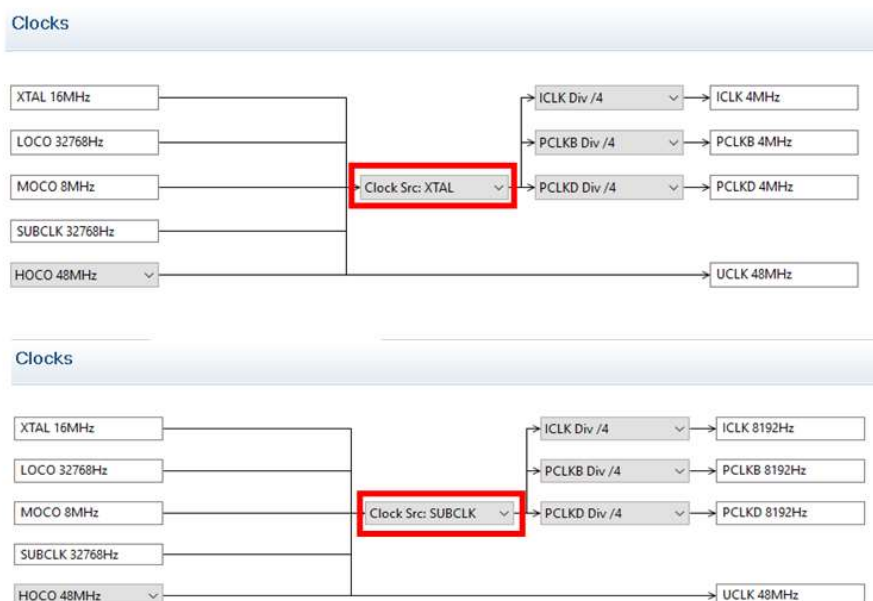 Clocks
XTAL 16MHz
ICLK Div /4
ICLK 4MHz
LOCO 32768Hz
PCLKB Div /4
PCLKB 4MHz
MOCO 8MHz
Clock Src: XTAL
PCLKD Div /4
PCLKD 4MHz
SUBCLK 32768Hz
HOCO 48MHz
UCLK 48MHz
Clocks
XTAL 16MHz
ICLK Div /4
ICLK 8192Hz
LOCO 32768Hz
PCLKB Div /4
PCLKB 8192Hz
MOCO 8MHz
Clock Src: SUBCLK
PCLKD Div /4
PCLKD 8192Hz
SUBCLK 32768Hz
HOCO 48MHz
UCLK 48MHz